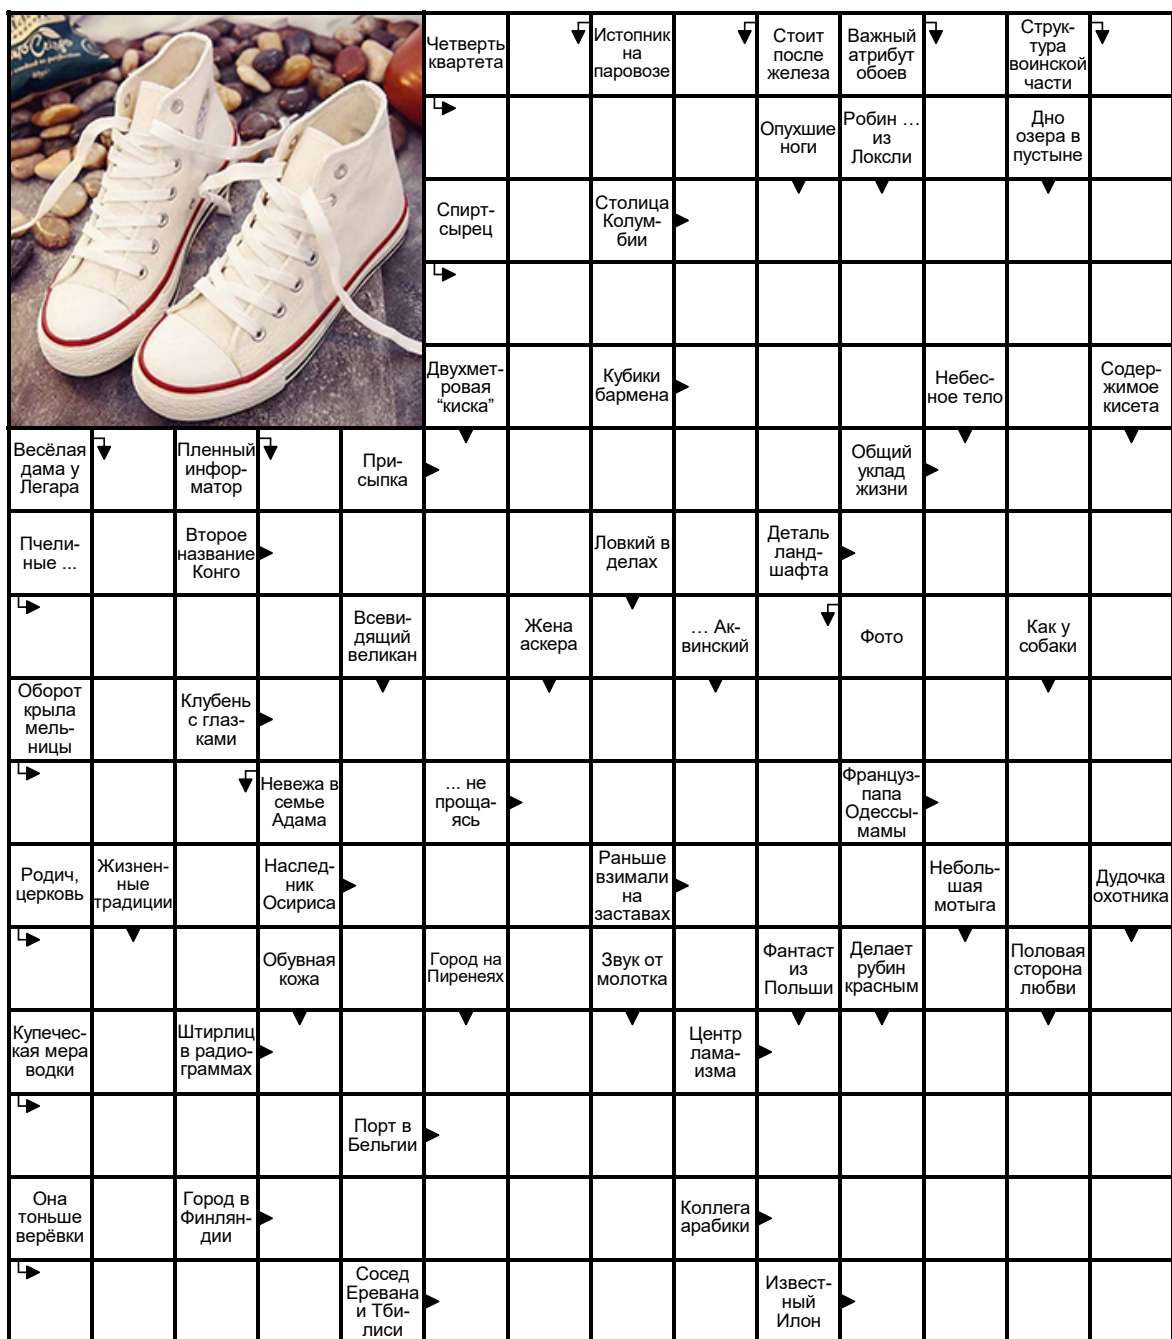 Четверть
квартета
Истопник
на
паровозе
Стоит
после
железа
Важный
атрибут
обоев
Струк-
тура
воинской
части
Опухшие
ноги
Робин ...
из
Локсли
Дно
озера в
пустыне
Спирт-
сырец
Столица
Колум-
бии
Двухмет-
ровая
“киска”
Кубики
бармена
Небес-
ное тело
Содер-
жимое
кисета
Весёлая
дама у
Легара
Пленный
инфор-
матор
При-
сыпка
Общий
уклад
жизни
Пчели-
ные ...
Второе
название
Конго
Ловкий в
делах
Деталь
ланд-
шафта
Всеви-
дящий
великан
Жена
аскера
... Ак-
винский
Фото
Как у
собаки
Оборот
крыла
мель-
ницы
Клубень
с глаз-
ками
Невежа в
семье
Адама
... не
проща-
ясь
Француз-
папа
Одессы-
мамы
Родич,
церковь
Жизнен-
ные
традиции
Наслед-
ник
Осириса
Раньше
взимали
на
заставах
Неболь-
шая
мотыга
Дудочка
охотника
Обувная
кожа
Город на
Пиренеях
Звук от
молотка
Фантаст
из
Польши
Делает
рубин
красным
Половая
сторона
любви
Купечес-
кая мера
водки
Штирлиц
в радио-
граммах
Центр
лама-
изма
Порт в
Бельгии
Она
тоньше
верёвки
Город в
Финлян-
дии
Коллега
арабики
Сосед
Еревана
и Тби-
лиси
Извест-
ный
Илон